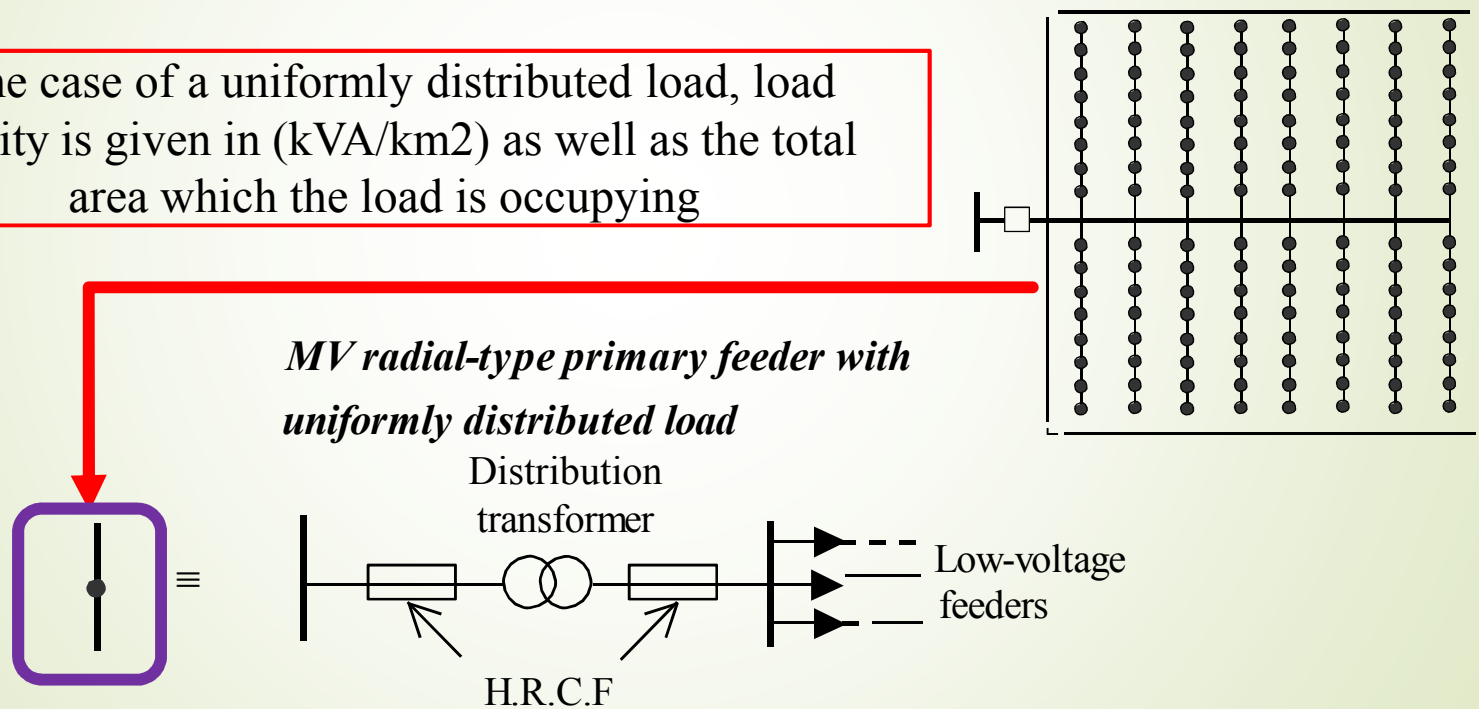 ne case of a uniformly distributed load, load
ity is given in (kVA/km2) as well as the total
area which the load is occupying
MV radial-type primary feeder with
uniformly distributed load
Distribution
transformer
≡
Low-voltage
feeders
H.R.C.F